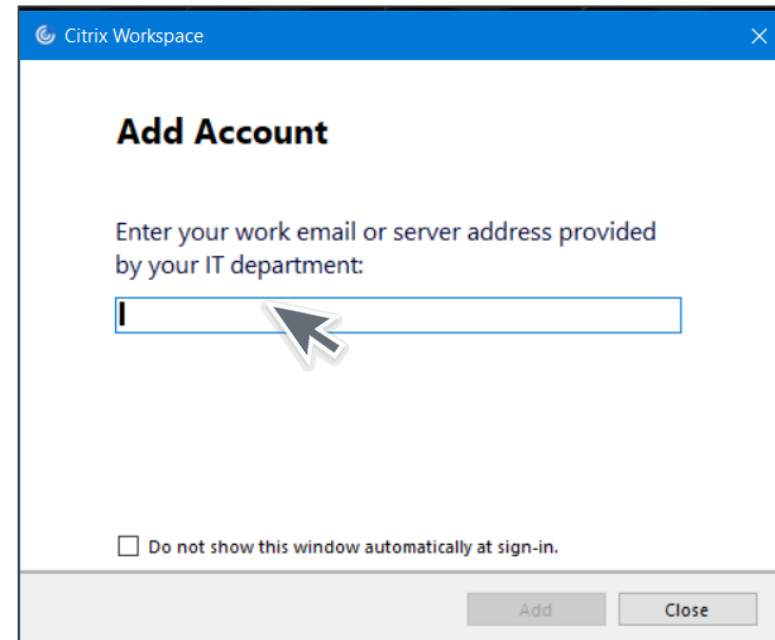 Citrix Workspace
Add Account
Enter your work email or server address provided
by your IT department:
Do not show this window automatically at sign-in.
Add Close